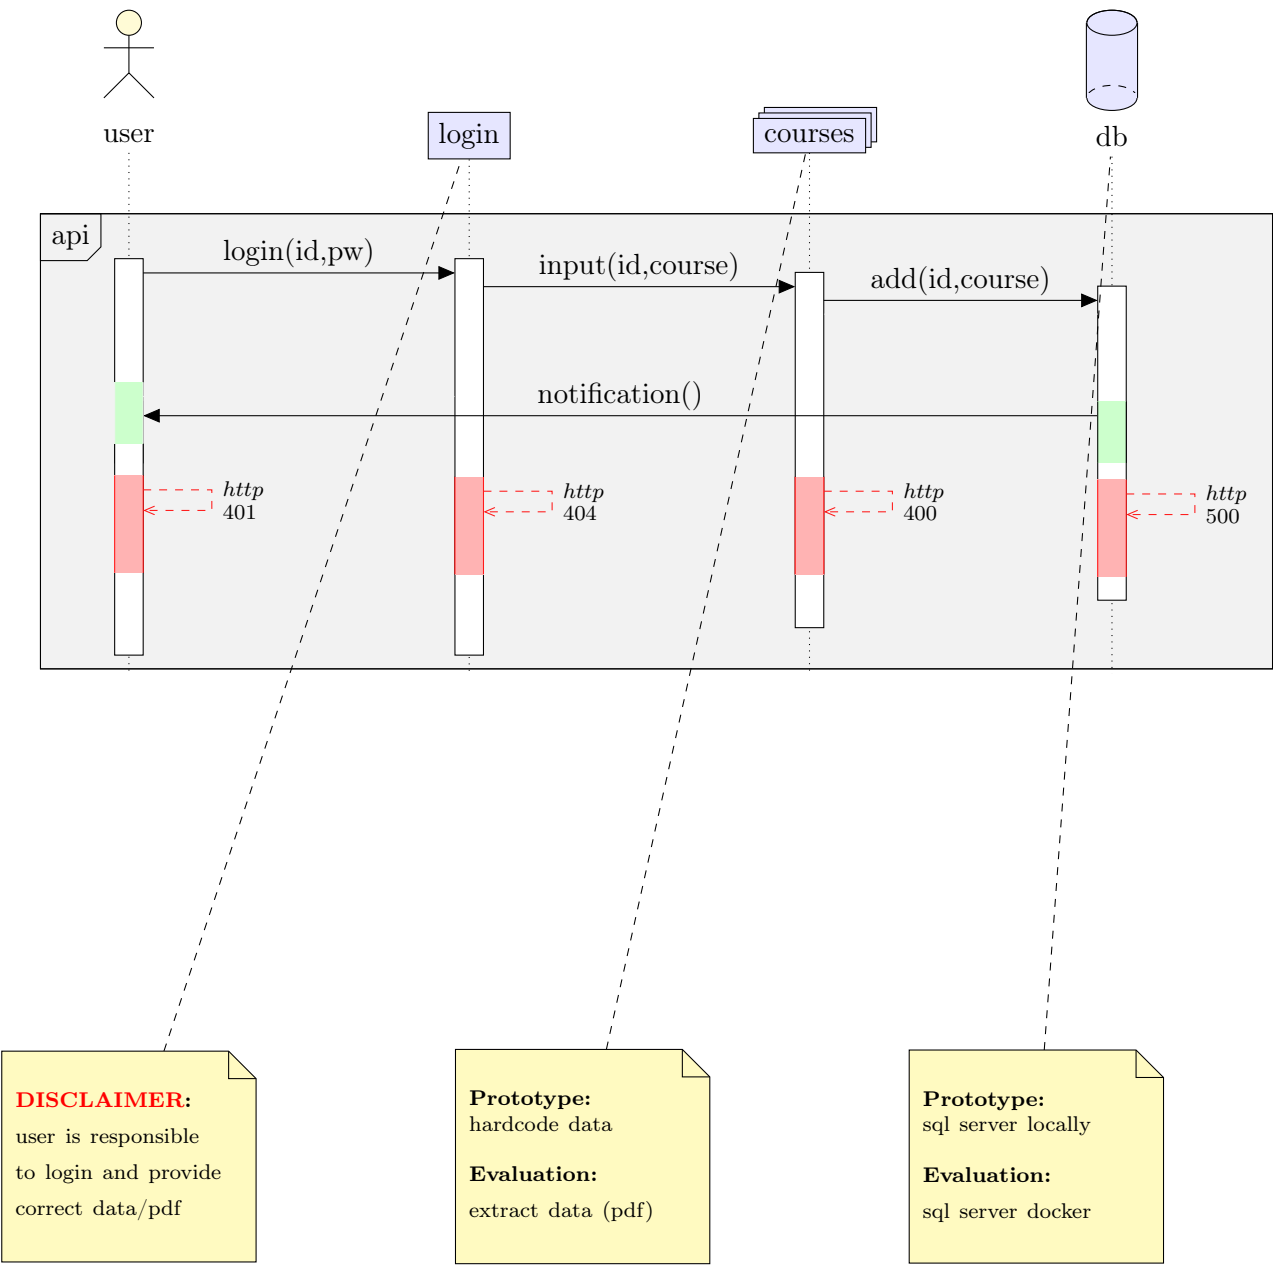 user
login
courses
db
api
login(id,pw)
input(id,course)
add(id,course)
notification()
http
401
http
404
http
400
http
500
DISCLAIMER:
user is responsible
to login and provide
correct data/pdf
Prototype:
hardcode data
Evaluation:
extract data (pdf)
Prototype:
sql server locally
Evaluation:
sql server docker